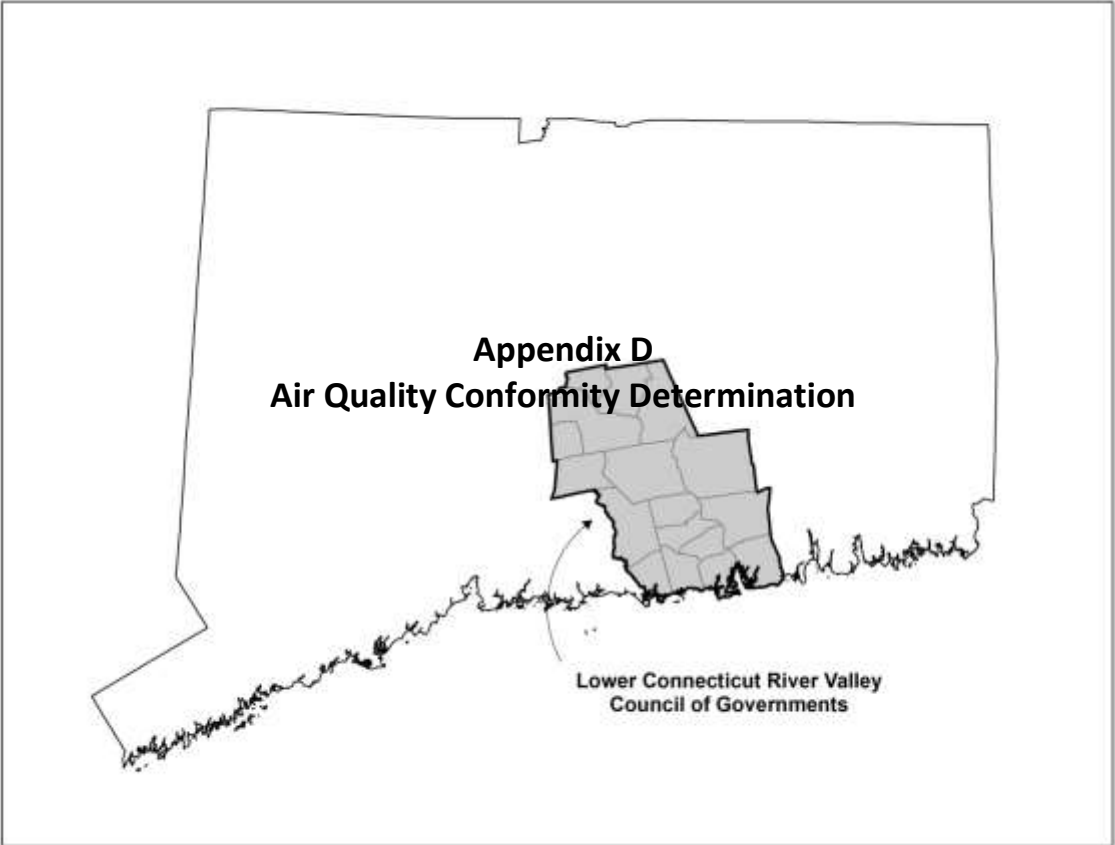 Appendix D
Air Quality Conformity Determination
Lower Connecticut River Valley
Council of Governments